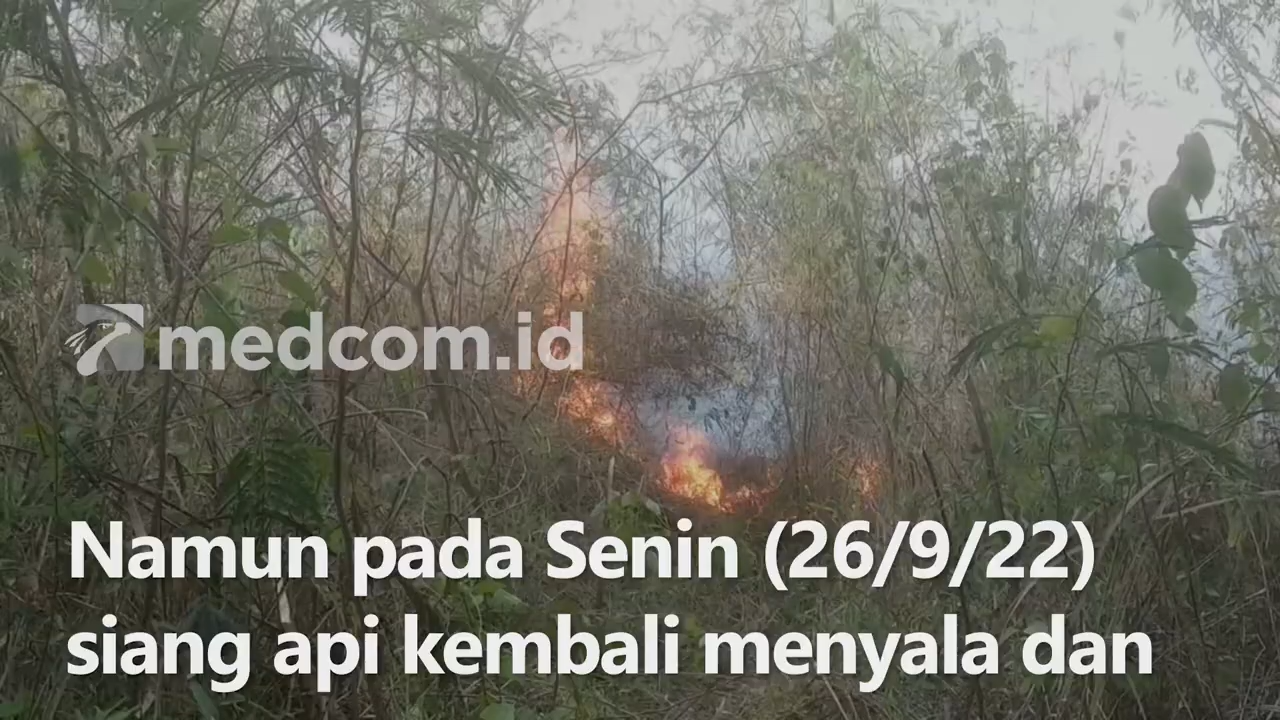 medcom.id
Namun pada Senin (26/9/22)
siang api kembali menyala dan